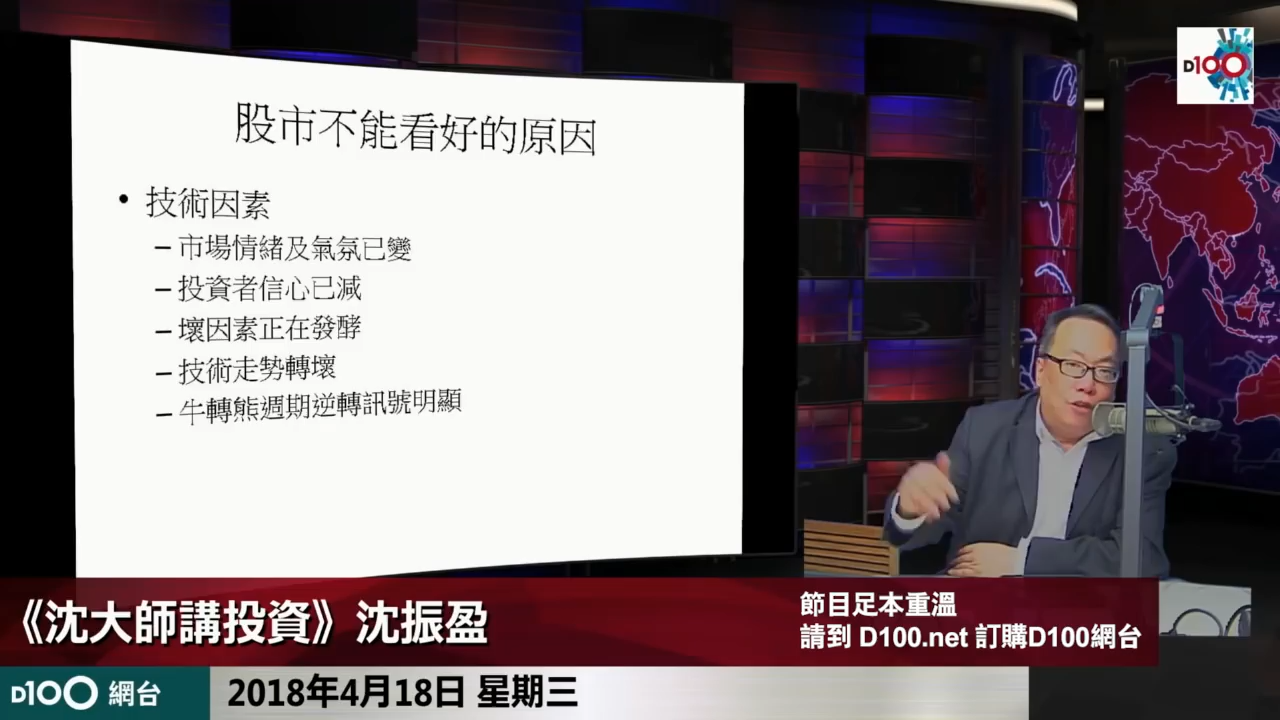 D100
股市不能看好的原因
• 技術因素
– 市場情緒及氣氛已變
– 投資者信心已減
– 壞因素正在發酵
– 技術走勢轉壞
– 牛轉熊週期逆轉訊號明顯
《沈大師講投資》沈振盈
節目足本重溫
請到 D100.net 訂購D100網台
D100 網台
2018年4月18日 星期三